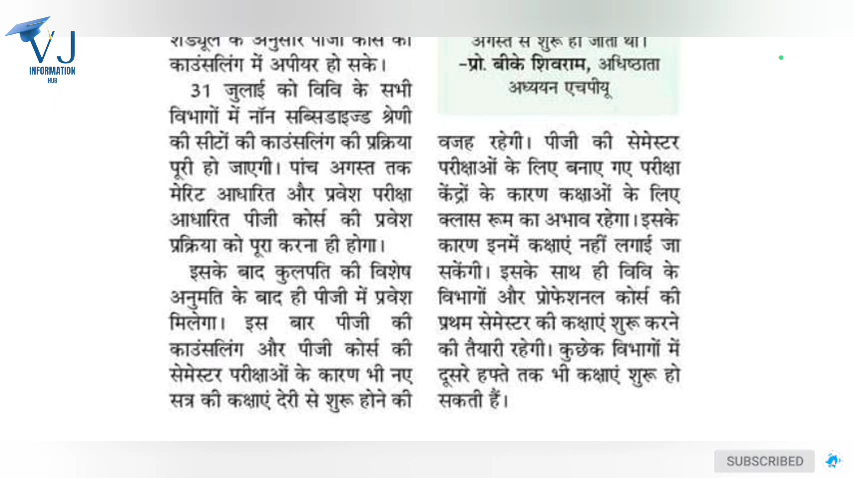 VJ
INFORMATION
HUB
शेड्यूल के अनुसार पीजी कोर्स की
काउंसलिंग में अपीयर हो सके।
31 जुलाई को विवि के सभी
विभागों में नॉन सब्सिडाइज्ड श्रेणी
की सीटों की काउंसलिंग की प्रक्रिया
पूरी हो जाएगी। पांच अगस्त तक
मेरिट आधारित और प्रवेश परीक्षा
आधारित पीजी कोर्स की प्रवेश
प्रक्रिया को पूरा करना ही होगा।
इसके बाद कुलपति की विशेष
अनुमति के बाद ही पीजी में प्रवेश
मिलेगा। इस बार पीजी की
काउंसलिंग और पीजी कोर्स की
सेमेस्टर परीक्षाओं के कारण भी नए
सत्र की कक्षाएं देरी से शुरू होने की
अगस्त से शुरू हो जाता था।
-प्रो. बीके शिवराम, अधिष्ठाता
अध्ययन एचपीयू
वजह रहेगी। पीजी की सेमेस्टर
परीक्षाओं के लिए बनाए गए परीक्षा
केंद्रों के कारण कक्षाओं के लिए
क्लास रूम का अभाव रहेगा।इसके
कारण इनमें कक्षाएं नहीं लगाई जा
सकेंगी। इसके साथ ही विवि के
विभागों और प्रोफेशनल कोर्स की
प्रथम सेमेस्टर की कक्षाएं शुरू करने
की तैयारी रहेगी। कुछेक विभागों में
दूसरे हफ्ते तक भी कक्षाएं शुरू हो
सकती हैं।
SUBSCRIBED